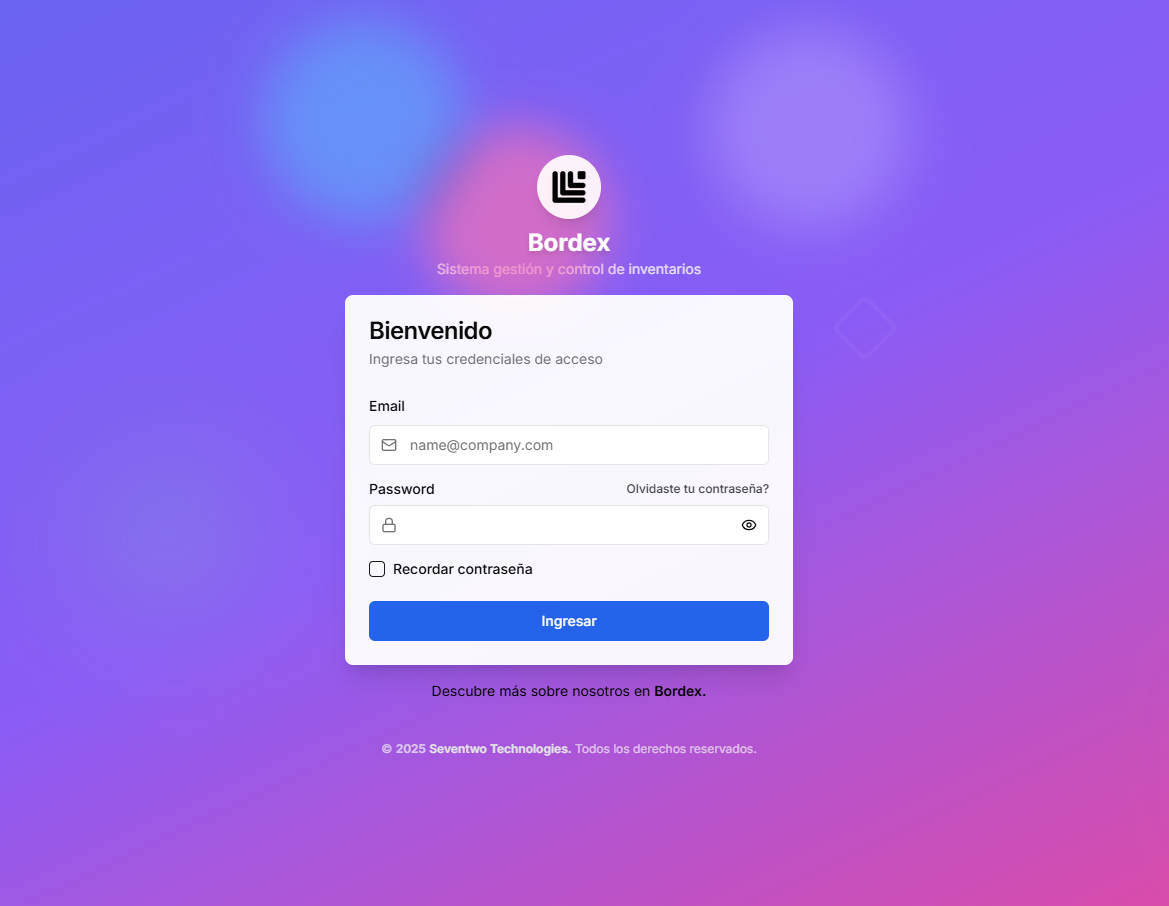 Bordex
Sistema gestión y control de inventarios
Bienvenido
Ingresa tus credenciales de acceso
Email
name@company.com
Password Olvidaste tu contraseña?
Recordar contraseña
Ingresar
Descubre más sobre nosotros en Bordex.
© 2025 Seventwo Technologies. Todos los derechos reservados.